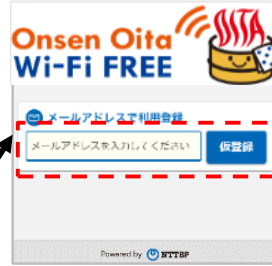 Onsen Oita
Wi-Fi FREE
メールアドレスで利用登録
メールアドレスを入力してください
仮登録
Powered by NTTBP